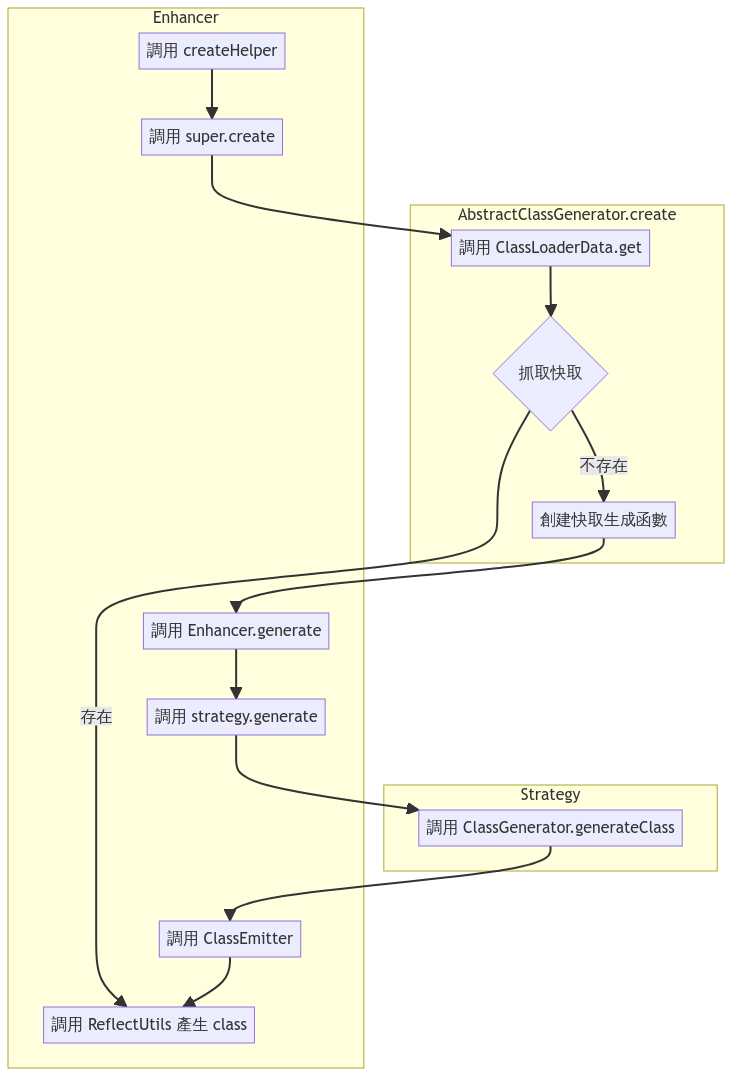 Enhancer
調用 createHelper
調用 super.create
AbstractClassGenerator.create
調用 ClassLoaderData.get
抓取快取
不存在
創建快取生成函數
調用 Enhancer.generate
調用 strategy.generate
存在
Strategy
調用 ClassGenerator.generateClass
調用 ClassEmitter
調用 ReflectUtils 產生 class